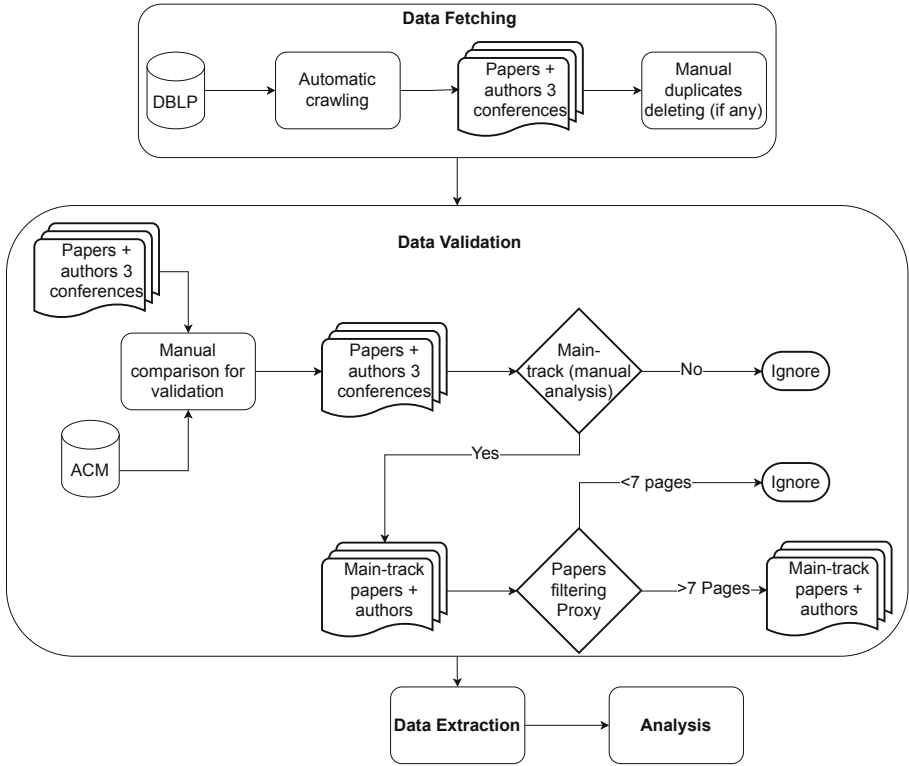 Data Fetching
DBLP
Automatic
crawling
Papers +
authors 3
conferences
Manual
duplicates
deleting (if any)
Data Validation
Papers +
authors 3
conferences
Manual
comparison for
validation
ACM
Papers +
authors 3
conferences
Main-
track (manual
analysis)
No
Ignore
Yes
<7 pages
Ignore
Main-track
papers +
authors
Papers
filtering
Proxy
>7 Pages
Main-track
papers +
authors
Data Extraction
Analysis